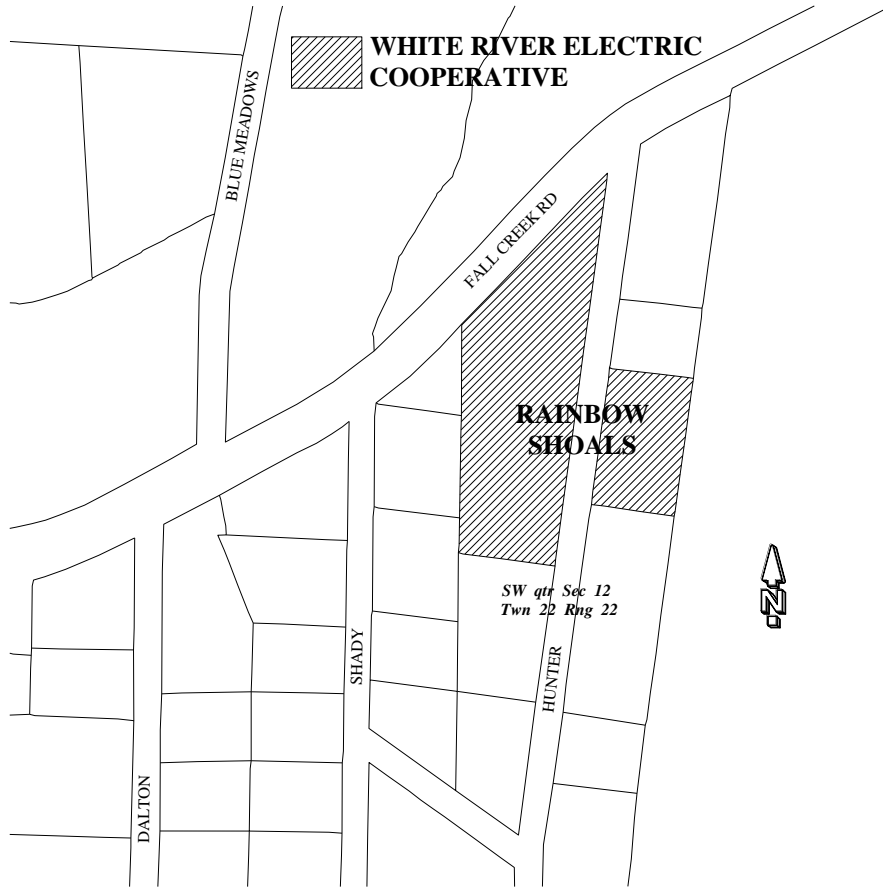 WHITE RIVER ELECTRIC
COOPERATIVE
BLUE MEADOWS
FALL CREEK RD
RAINBOW
SHOALS
SW qtr Sec 12
Twn 22 Rng 22
SHADY
HUNTER
DALTON
N